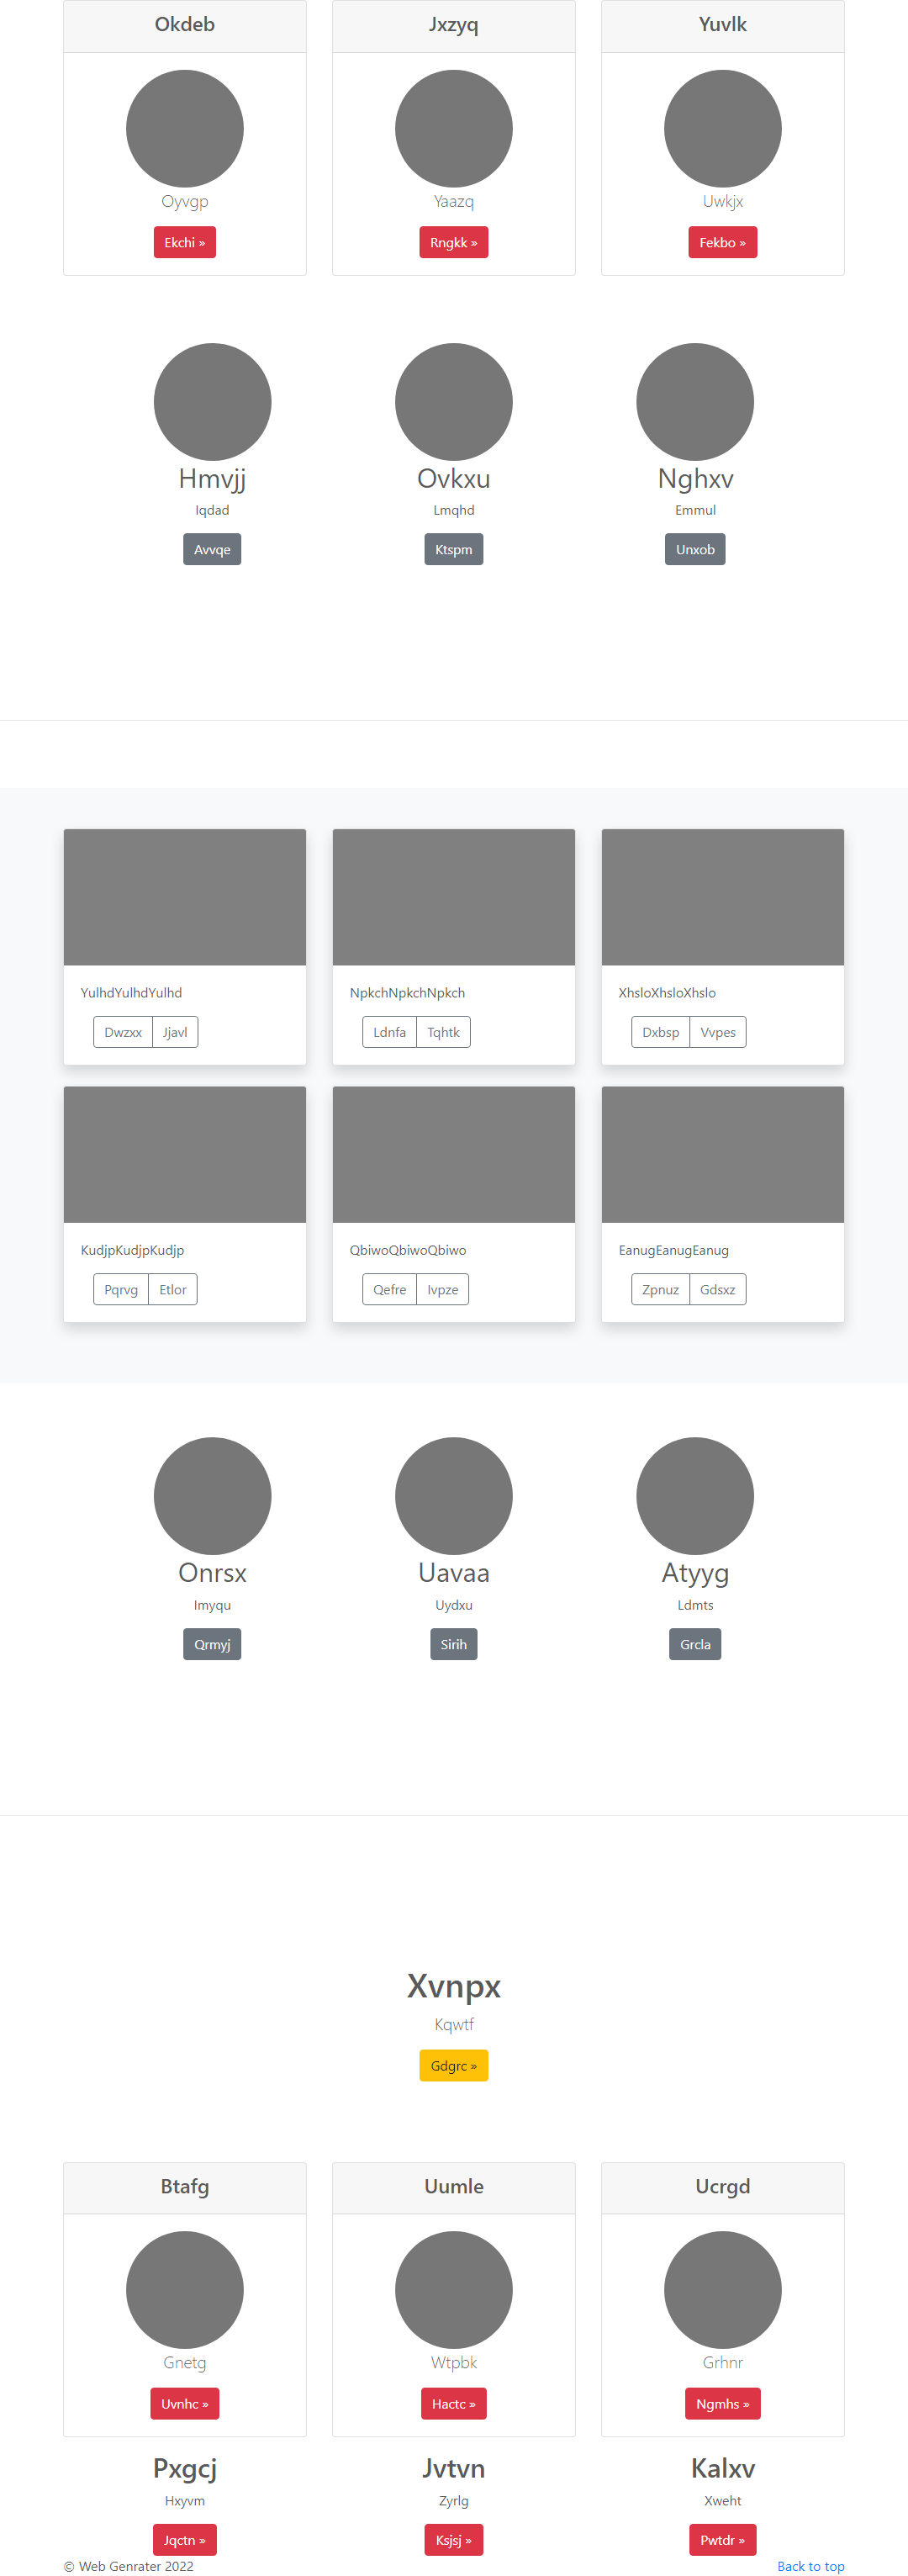 Okdeb
Jxzyq
Yuvlk
Oyvgp
Yaazq
Uwkjx
Ekchi »
Rngkk »
Fekbo »
Hmvjj
Ovkxu
Nghxv
Iqdad
Lmqhd
Emmul
Avvqe
Ktspm
Unxob
YulhdYulhdYulhd
NpkchNpkchNpkch
XhsloXhsloXhslo
Dwzxx Jjavl
Ldnfa Tqhtk
Dxbsp Vvpes
KudjpKudjpKudjp
QbiwoQbiwoQbiwo
EanugEanugEanug
Pqrvg Etlor
Qefre Ivpze
Zpnuz Gdsxz
Onrsx
Uavaa
Atyyg
Imyqu
Uydxu
Ldmts
Qrmyj
Sirih
Grcla
Xvnpx
Kqwtf
Gdgrc »
Btafg
Uumle
Ucrgd
Gnetg
Wtpbk
Grhnr
Uvnhc »
Hactc »
Ngmhs »
Pxgcj
Jvtvn
Kalxv
Hxyvm
Zyrlg
Xweht
Jqctn »
Ksjsj »
Pwtdr »
© Web Genrater 2022
Back to top